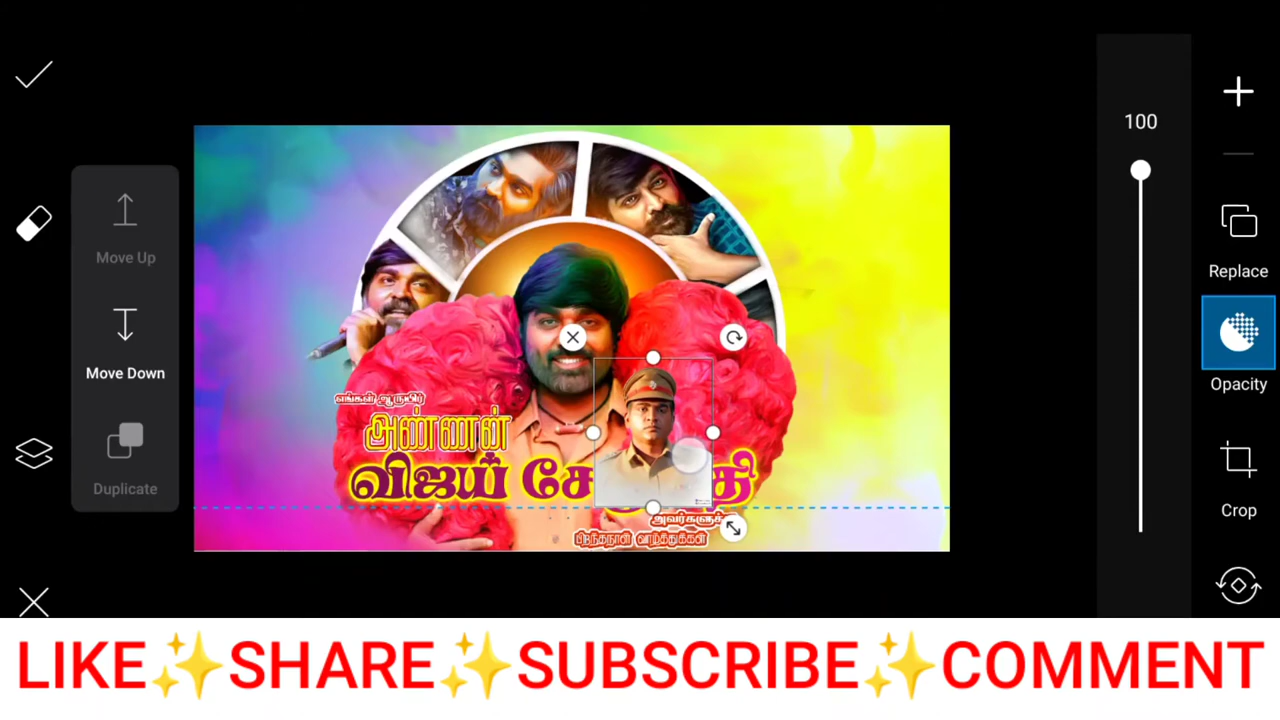 100
Move Up
Replace
Move Down
Opacity
எங்கள் ஆருயிர்
அண்ணன்
விஜய் சே தி
அவர்களுக்
பிறந்தநாள் வாழ்த்துக்கள்
Duplicate
Crop
LIKE✨SHARE✨SUBSCRIBE✨COMMENT